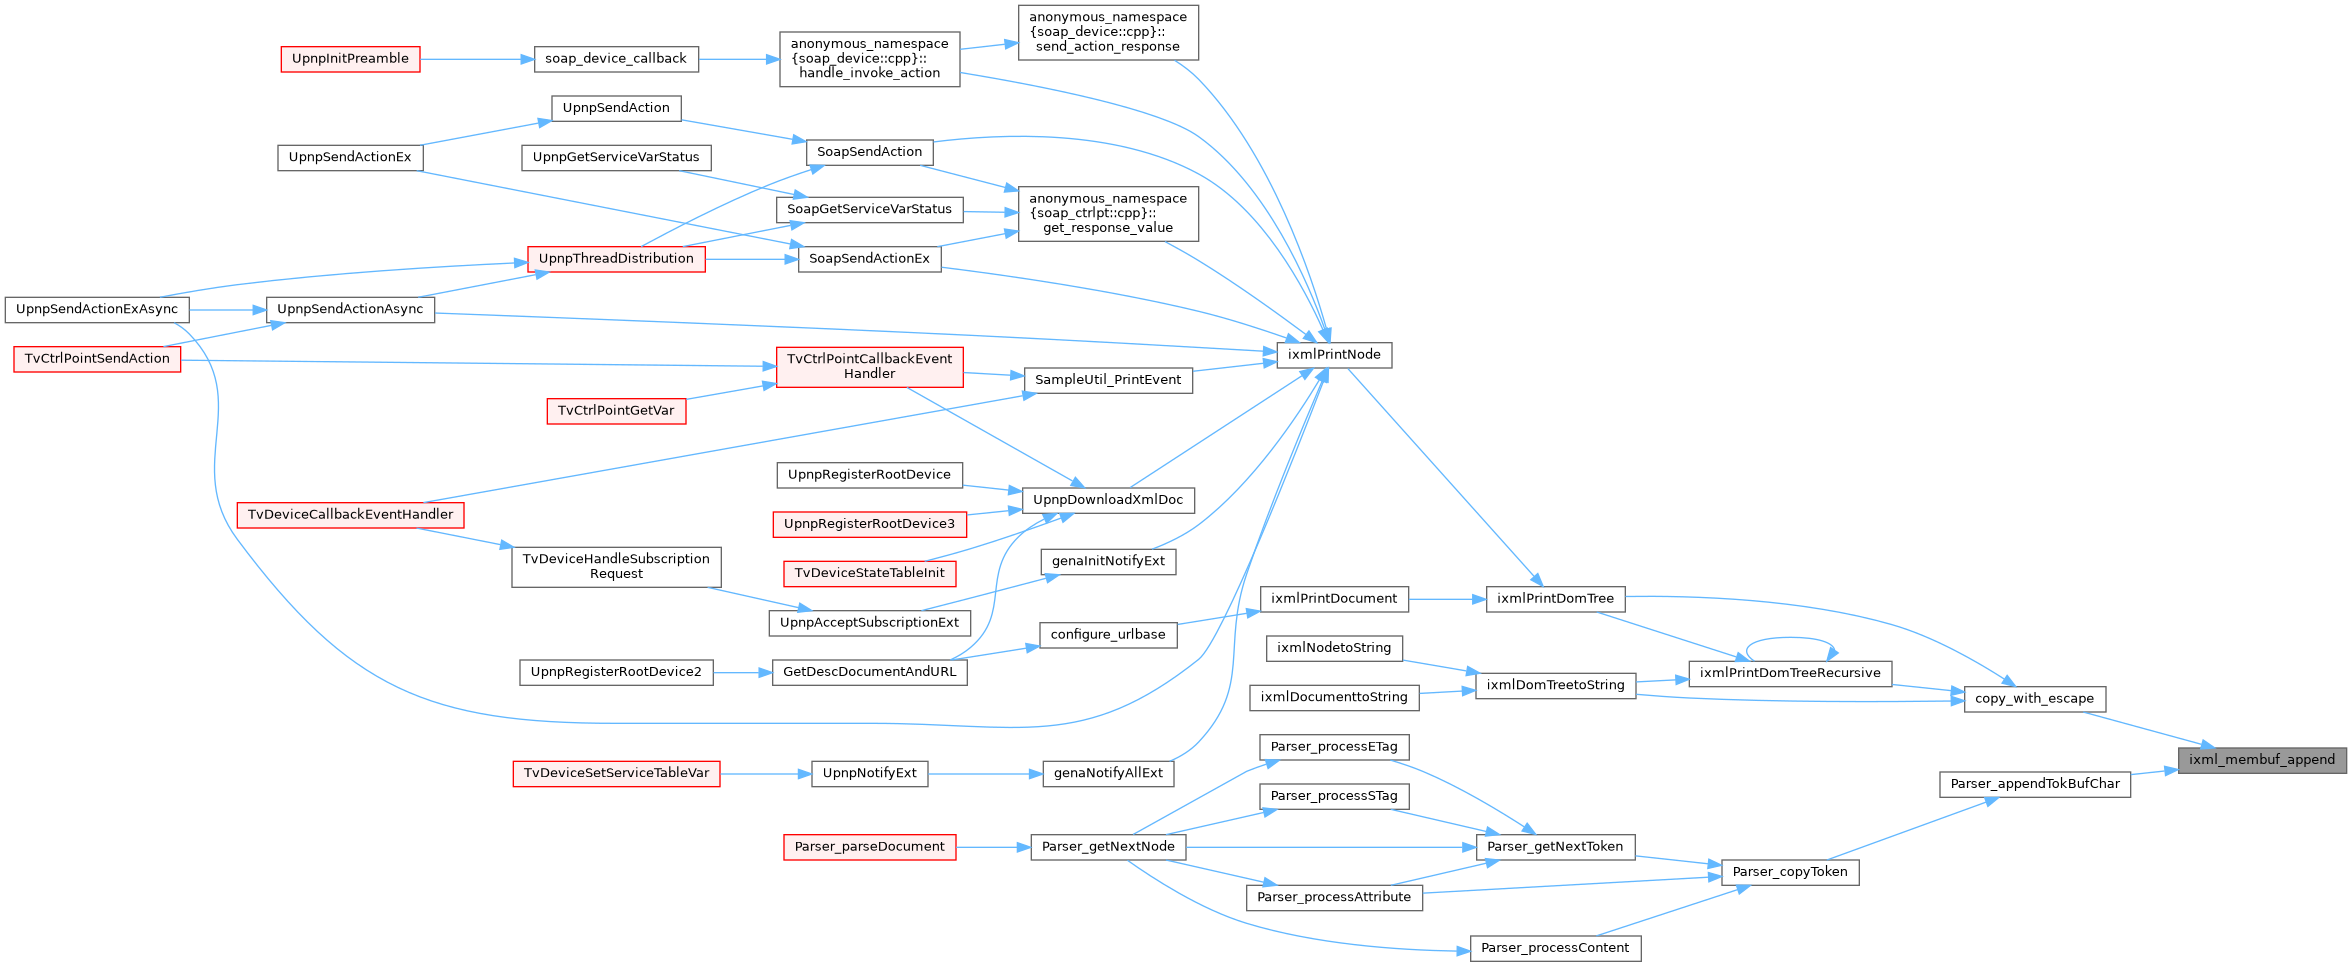 anonymous_namespace
{soap_device::cpp}::
send_action_response
anonymous_namespace
{soap_device::cpp}::
handle_invoke_action
soap_device_callback
UpnpInitPreamble
UpnpSendAction
UpnpSendActionEx
UpnpGetServiceVarStatus
SoapSendAction
anonymous_namespace
{soap_ctrlpt::cpp}::
get_response_value
SoapGetServiceVarStatus
SoapSendActionEx
UpnpThreadDistribution
UpnpSendActionExAsync
UpnpSendActionAsync
TvCtrlPointSendAction
TvCtrlPointCallbackEvent
Handler
SampleUtil_PrintEvent
ixmlPrintNode
TvCtrlPointGetVar
UpnpRegisterRootDevice
UpnpDownloadXmlDoc
TvDeviceCallbackEventHandler
UpnpRegisterRootDevice3
TvDeviceHandleSubscription
Request
TvDeviceStateTableInit
genaInitNotifyExt
ixmlPrintDocument
ixmlPrintDomTree
UpnpAcceptSubscriptionExt
configure_urlbase
ixmlNodetoString
UpnpRegisterRootDevice2
GetDescDocumentAndURL
ixmlPrintDomTreeRecursive
ixmlDomTreetoString
ixmlDocumenttoString
copy_with_escape
Parser_processETag
ixml_membuf_append
TvDeviceSetServiceTableVar
UpnpNotifyExt
genaNotifyAllExt
Parser_appendTokBufChar
Parser_processSTag
Parser_parseDocument
Parser_getNextNode
Parser_getNextToken
Parser_copyToken
Parser_processAttribute
Parser_processContent